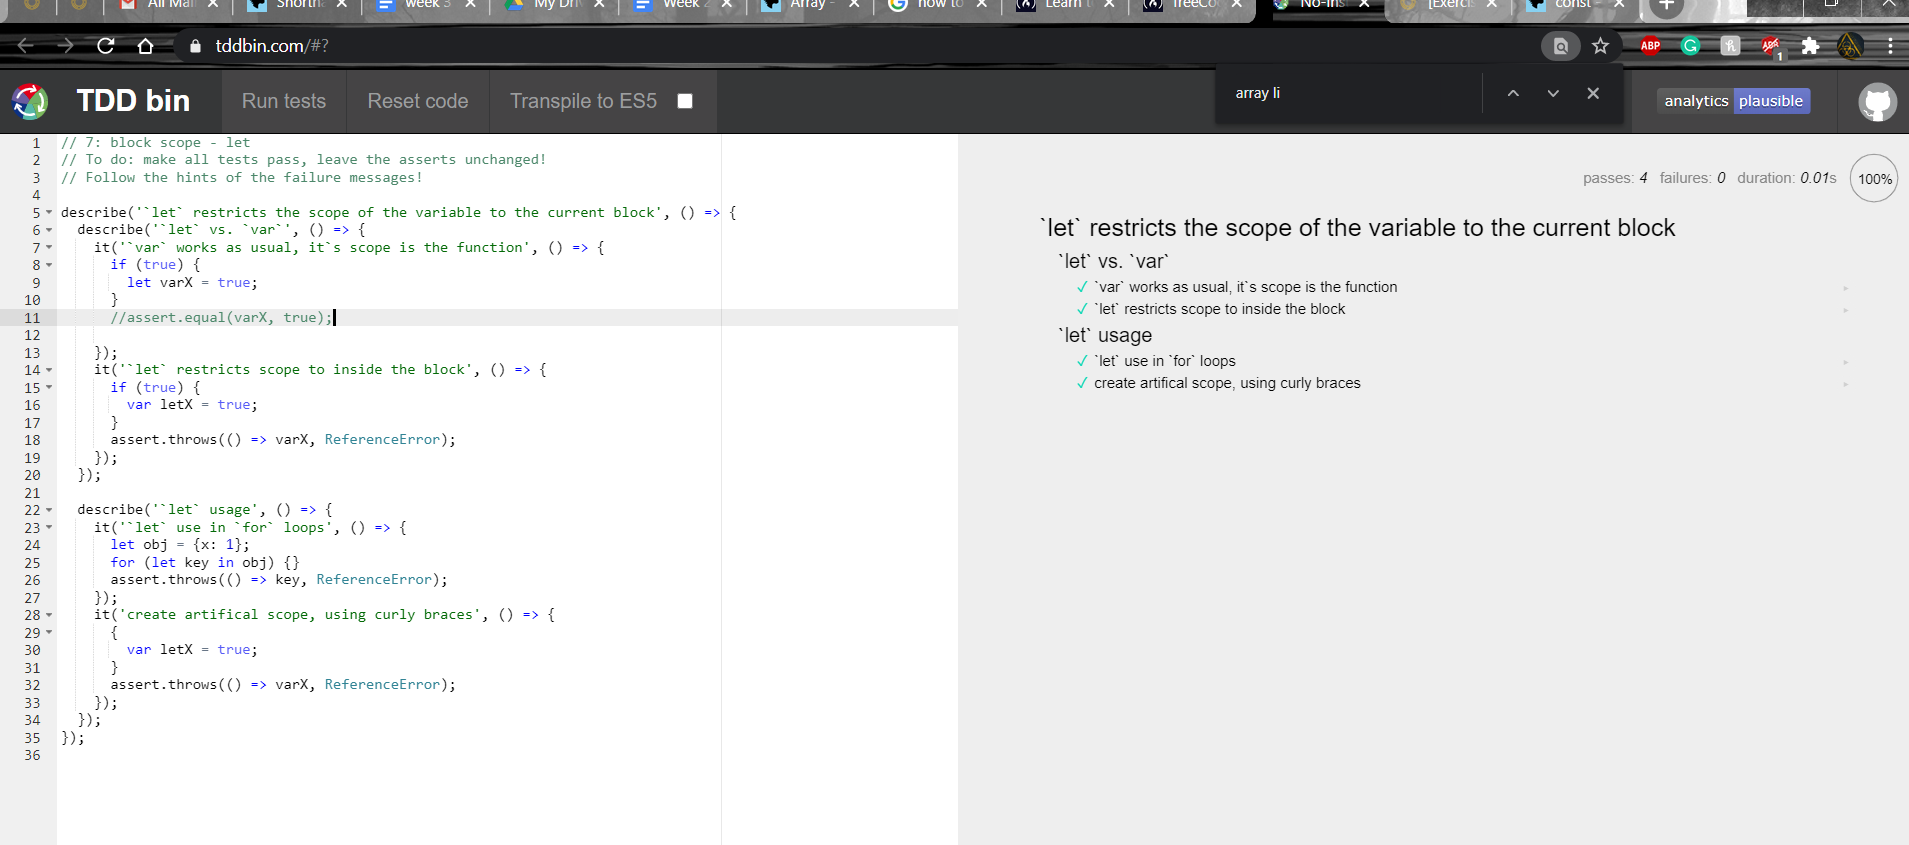 All Mail
Shorth
week 3
My Dri
Week 2
Array -
how to
Learn t
freeCo
No-ins
[Exerci
const
tddbin.com/#?
ABP
1
TDD bin
Run tests
Reset code
Transpile to ES5
array li
analytics plausible
1 // 7: block scope - let
2 // To do: make all tests pass, leave the asserts unchanged!
3 // Follow the hints of the failure messages!
4
5 describe('`let` restricts the scope of the variable to the current block', () => {
6 describe('`let` vs. `var`', () => {
7 it('`var` works as usual, it`s scope is the function', () => {
8 if (true) {
9 let varX = true;
10 }
11 //assert.equal(varX, true);
12
13 });
14 it('`let` restricts scope to inside the block', () => {
15 if (true) {
16 var letX = true;
17 }
18 assert.throws(() => varX, ReferenceError);
19 });
20 });
21
22 describe('`let` usage', () => {
23 it('`let` use in `for` loops', () => {
24 let obj = {x: 1};
25 for (let key in obj) {}
26 assert.throws(() => key, ReferenceError);
27 });
28 it('create artifical scope, using curly braces', () => {
29 {
30 var letX = true;
31 }
32 assert.throws(() => varX, ReferenceError);
33 });
34 });
35 });
36
passes: 4 failures: 0 duration: 0.01s 100%
`let` restricts the scope of the variable to the current block
`let` vs. `var`
✓ `var` works as usual, it`s scope is the function
✓ `let` restricts scope to inside the block
`let` usage
✓ `let` use in `for` loops
✓ create artifical scope, using curly braces